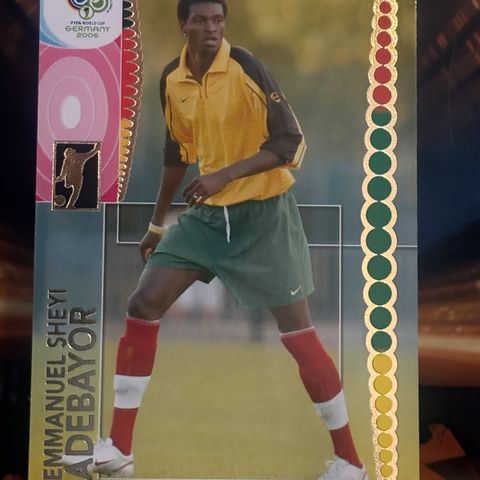 FIFA WORLD CUP
GERMANY
2006
EMMANUEL SHEYI
ADEBAYOR